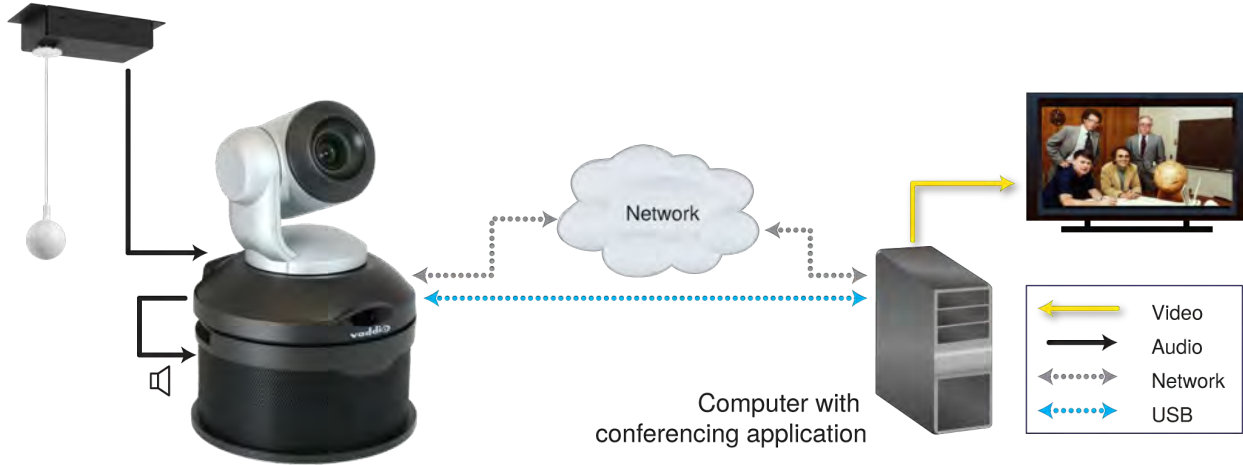 Network
vaddio
Computer with
conferencing application
Video
Audio
Network
USB